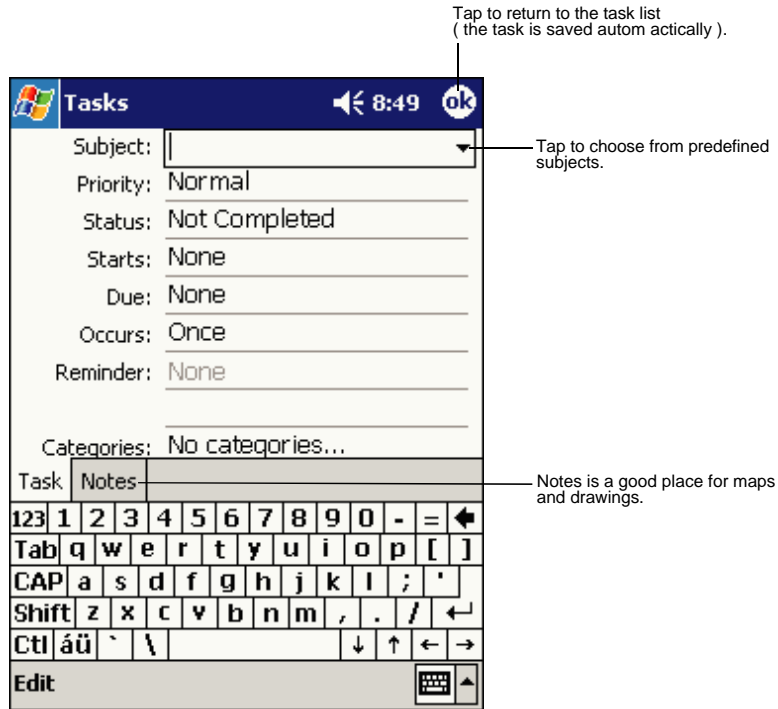 Tap to return to the task list
( the task is saved autom actically ).
Tasks 8:49 ok
Subject:
Tap to choose from predefined
subjects.
Priority: Normal
Status: Not Completed
Starts: None
Due: None
Occurs: Once
Reminder: None
Categories: No categories...
Task Notes
Notes is a good place for maps
and drawings.
123 1 2 3 4 5 6 7 8 9 0 - =
Tab q w e r t y u i o p [ ]
CAP a s d f g h j k l ; '
Shift z x c v b n m , . / ↵
Ctl áü ` \ ↓ ↑ ← →
Edit